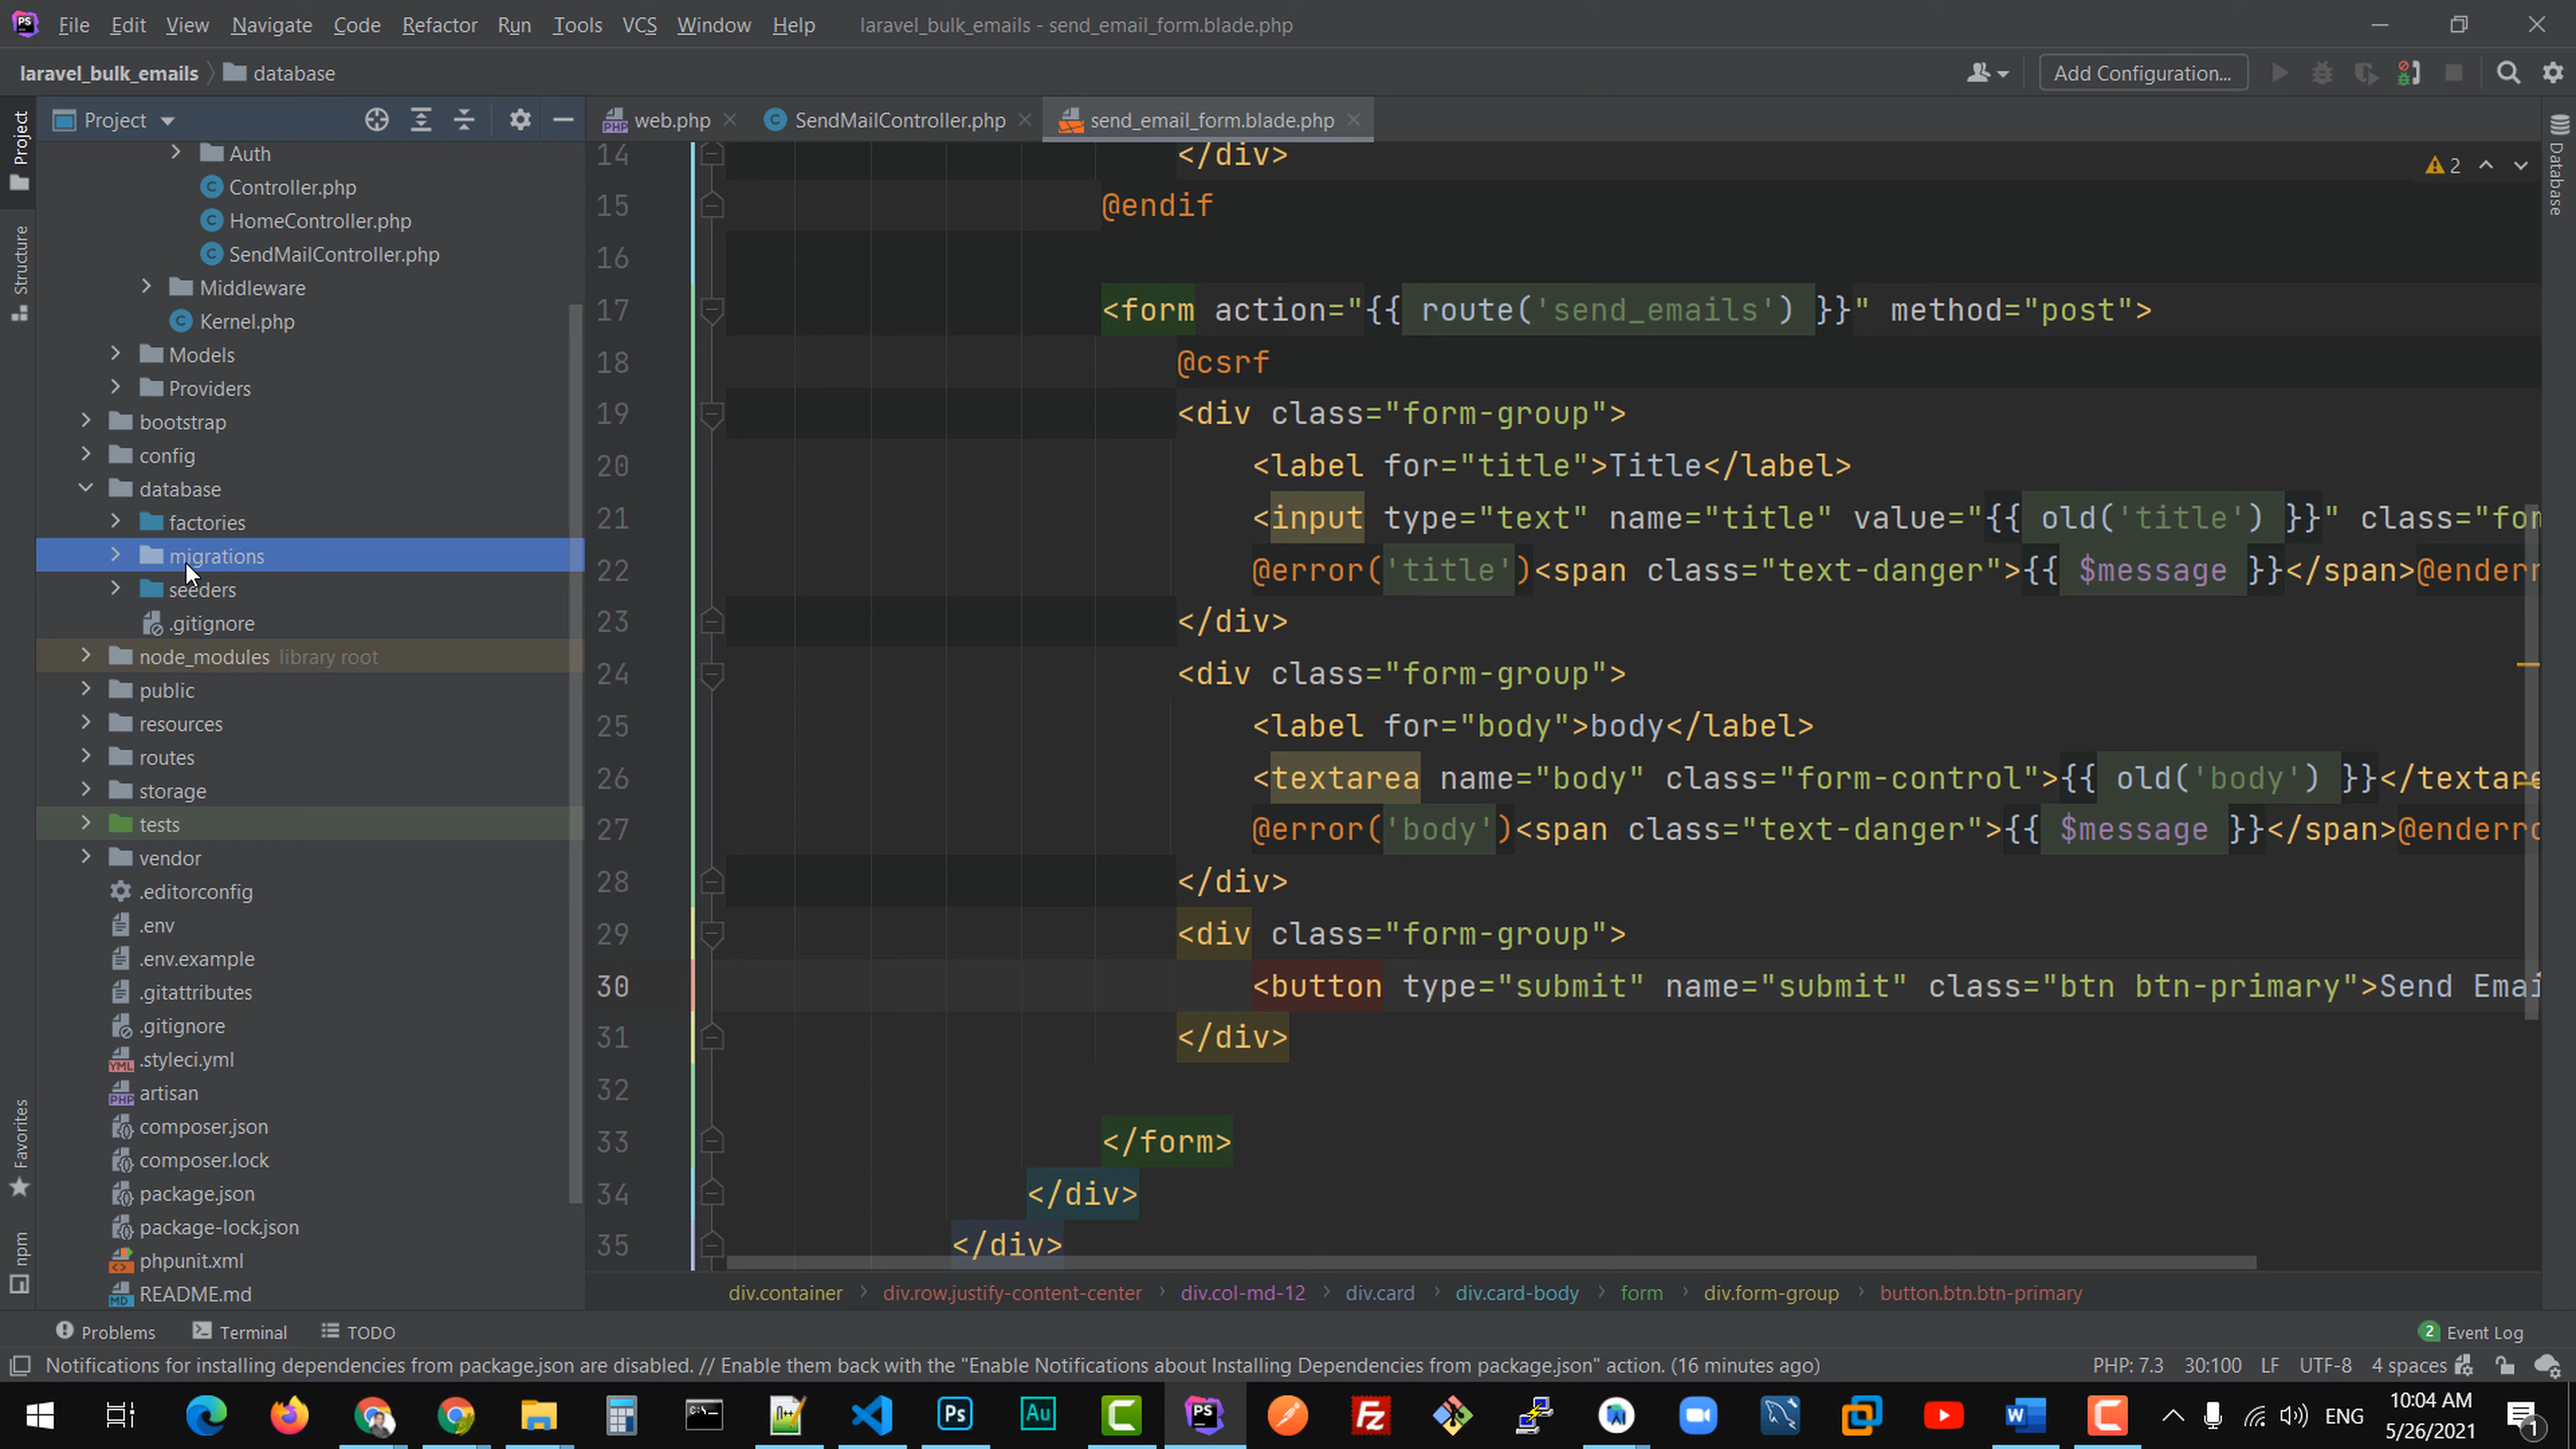 File Edit View Navigate Code Refactor Run Tools VCS Window Help laravel_bulk_emails - send_email_form.blade.php
laravel_bulk_emails database Add Configuration...
Project web.php SendMailController.php send_email_form.blade.php
Auth
Controller.php
HomeController.php
SendMailController.php
Middleware
Kernel.php
Models
Providers
bootstrap
config
database
factories
migrations
seeders
.gitignore
node_modules library root
public
resources
routes
storage
tests
vendor
.editorconfig
.env
.env.example
.gitattributes
.gitignore
.styleci.yml
artisan
composer.json
composer.lock
package.json
package-lock.json
phpunit.xml
README.md
Project
Structure
Favorites
npm
Database
2
14 </div>
15 @endif
16
17 <form action="{{ route('send_emails') }}" method="post">
18 @csrf
19 <div class="form-group">
20 <label for="title">Title</label>
21 <input type="text" name="title" value="{{ old('title') }}" class="for
22 @error('title')<span class="text-danger">{{ $message }}</span>@enderr
23 </div>
24 <div class="form-group">
25 <label for="body">body</label>
26 <textarea name="body" class="form-control">{{ old('body') }}</textare
27 @error('body')<span class="text-danger">{{ $message }}</span>@enderro
28 </div>
29 <div class="form-group">
30 <button type="submit" name="submit" class="btn btn-primary">Send Emai
31 </div>
32
33 </form>
34 </div>
35 </div>
div.container div.row.justify-content-center div.col-md-12 div.card div.card-body form div.form-group button.btn.btn-primary
Problems Terminal TODO 2 Event Log
Notifications for installing dependencies from package.json are disabled. // Enable them back with the "Enable Notifications about Installing Dependencies from package.json" action. (16 minutes ago) PHP: 7.3 30:100 LF UTF-8 4 spaces
ENG 10:04 AM
5/26/2021
1